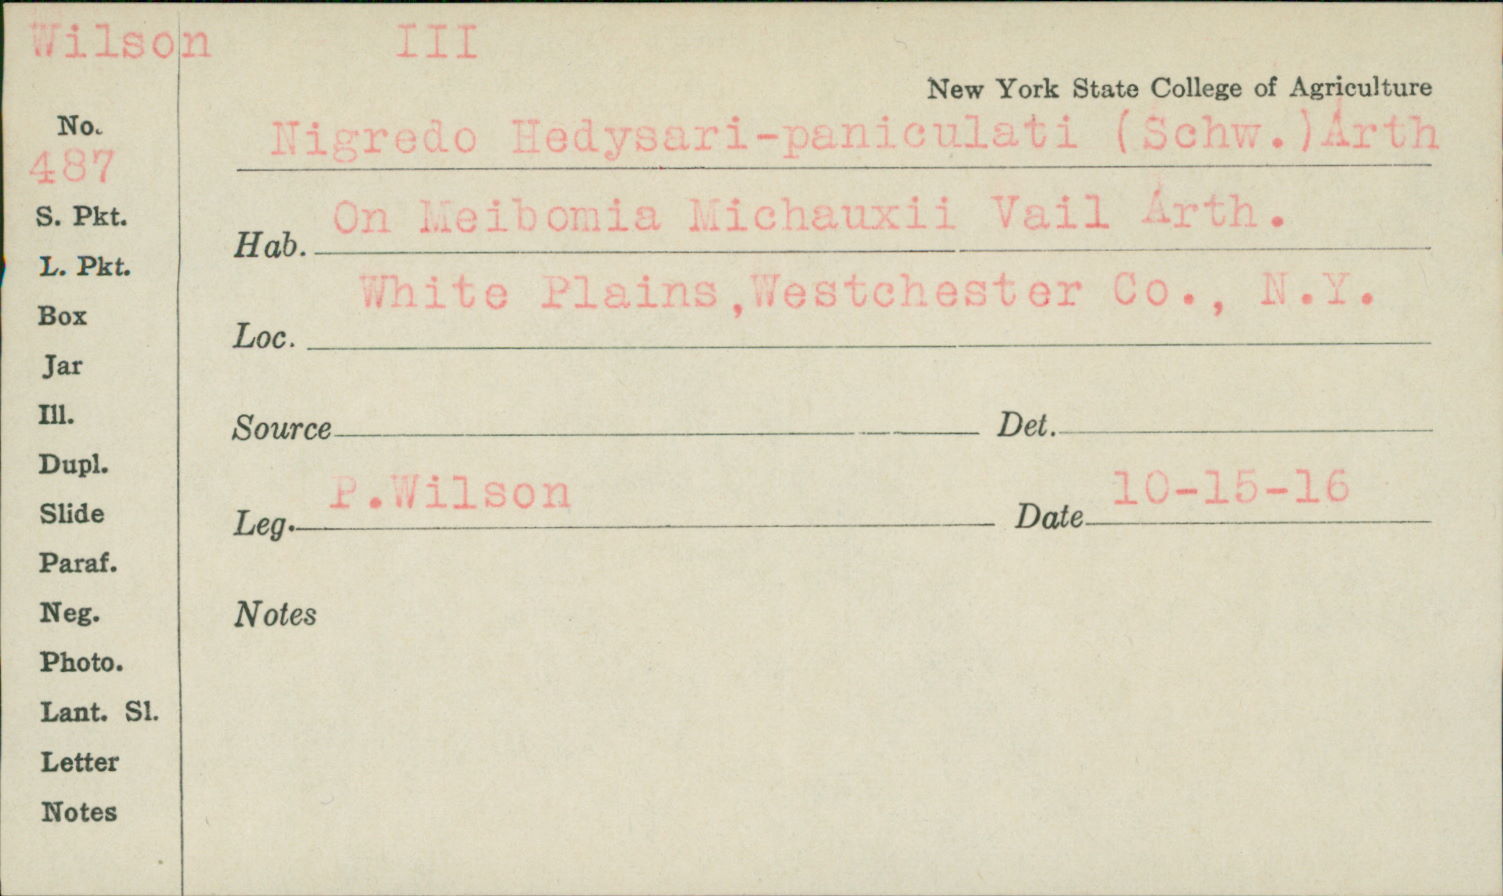 Wilson III
New York State College of Agriculture
No.
487
Nigredo Hedysari-paniculati (Schw.)Arth
S. Pkt.
Hab. On Meibomia Michauxii Vail Arth.
L. Pkt.
White Plains,Westchester Co., N.Y.
Box
Loc.
Jar
Ill.
Source Det.
Dupl.
Slide
Leg. P.Wilson Date 10-15-16
Paraf.
Neg.
Notes
Photo.
Lant. Sl.
Letter
Notes